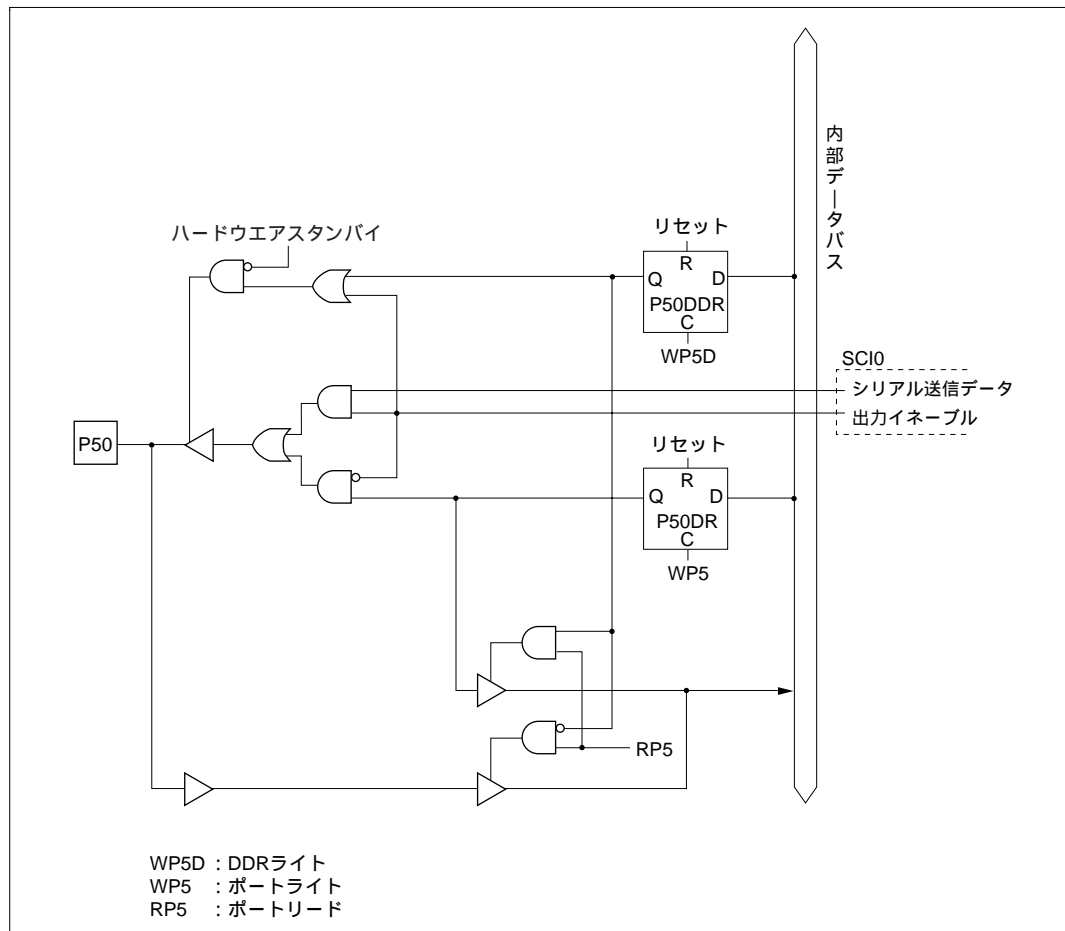 内部データバス
ハードウエアスタンバイ
リセット
R
Q
D
P50DDR
C
WP5D
SCI0
シリアル送信データ
出力イネーブル
P50
リセット
R
Q
D
P50DR
C
WP5
RP5
WP5D : DDRライト
WP5 : ポートライト
RP5 : ポートリード